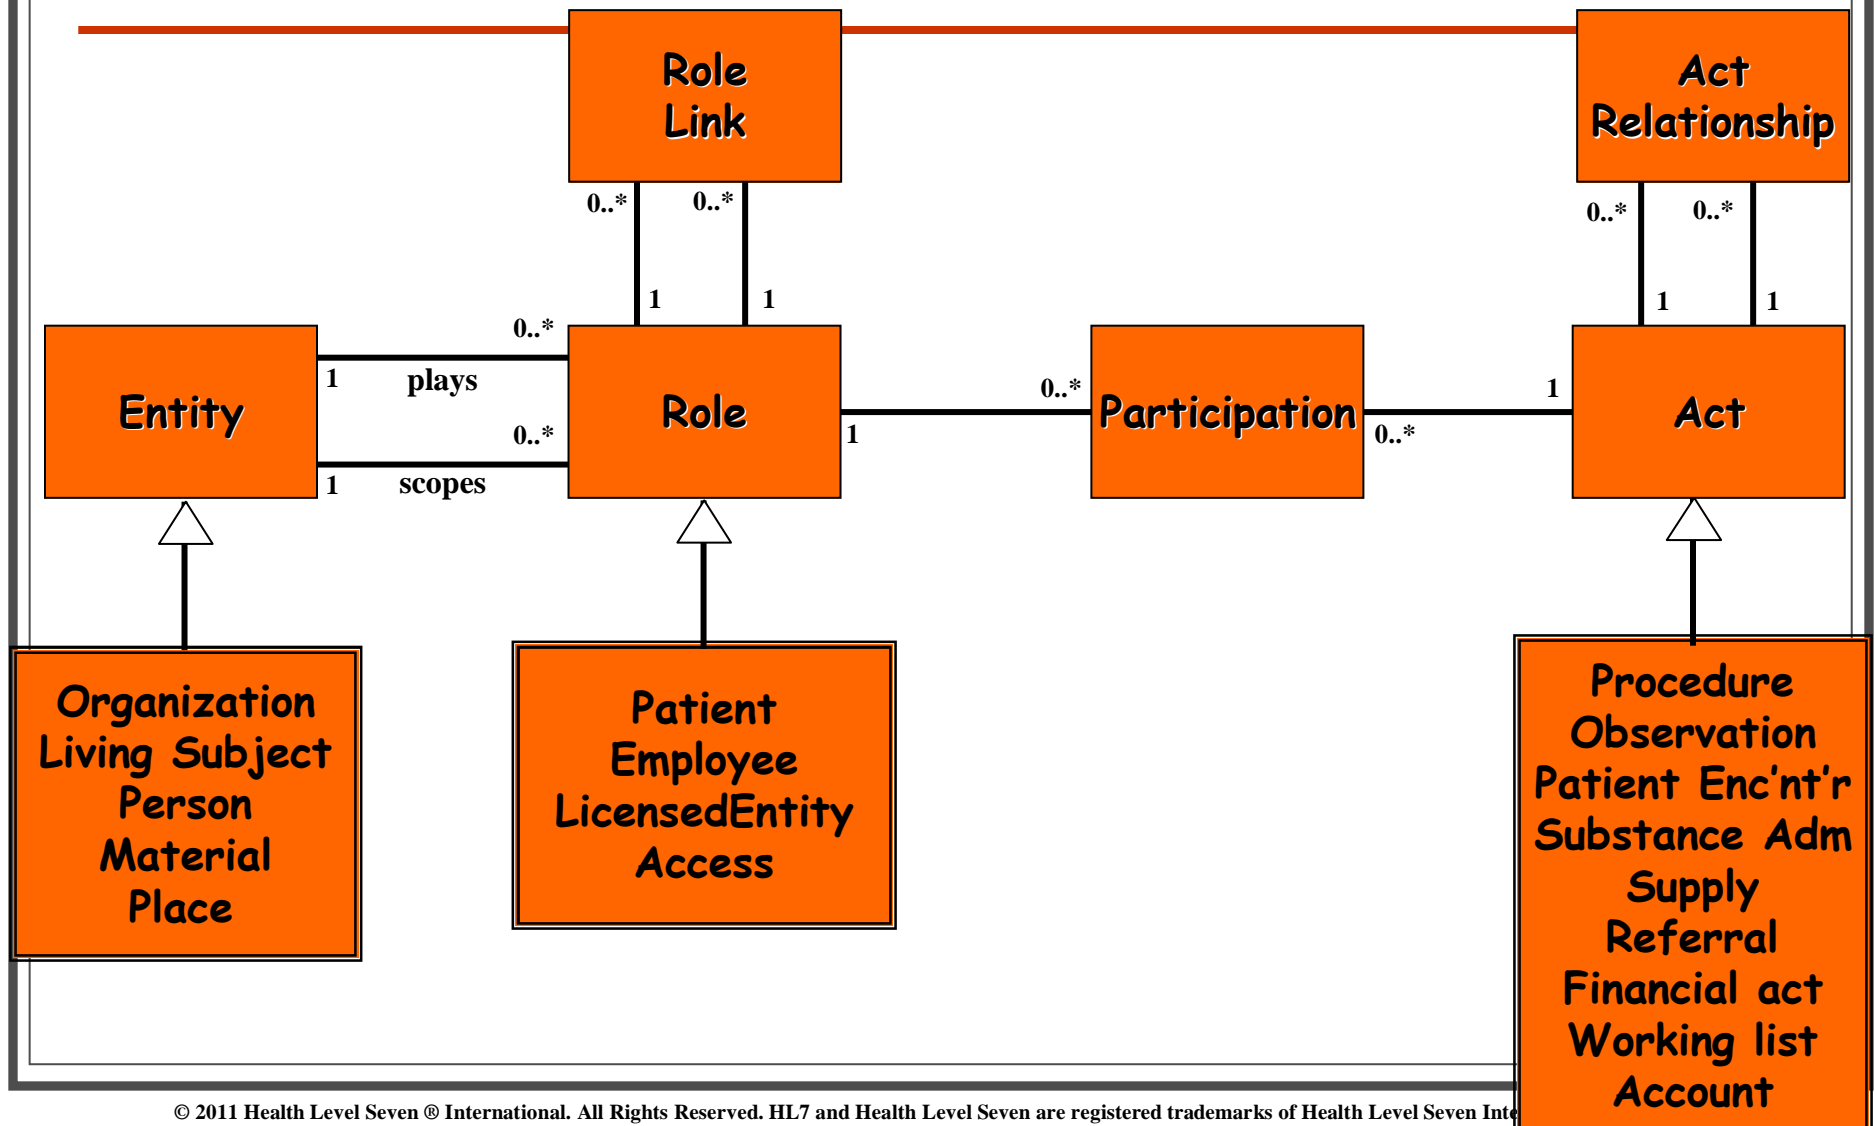 Role
Link
Act
Relationship
0..*
0..*
0..*
0..*
1
1
1
1
Entity
1
plays
0..*
1
scopes
0..*
Role
1
0..*
Participation
0..*
1
Act
Organization
Living Subject
Person
Material
Place
Patient
Employee
LicensedEntity
Access
Procedure
Observation
Patient Enc’nt’r
Substance Adm
Supply
Referral
Financial act
Working list
Account
© 2011 Health Level Seven ® International. All Rights Reserved. HL7 and Health Level Seven are registered trademarks of Health Level Seven